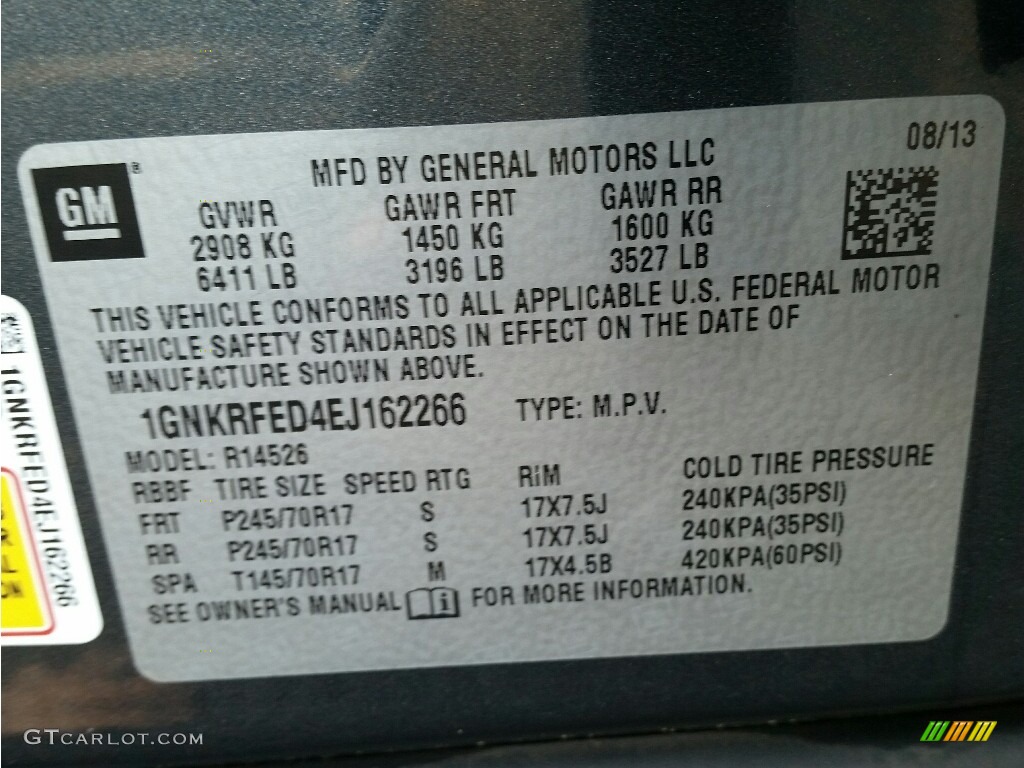 08/13
GM ®
MFD BY GENERAL MOTORS LLC
GVWR GAWR FRT GAWR RR
2908 KG 1450 KG 1600 KG
6411 LB 3196 LB 3527 LB
THIS VEHICLE CONFORMS TO ALL APPLICABLE U.S. FEDERAL MOTOR
VEHICLE SAFETY STANDARDS IN EFFECT ON THE DATE OF
MANUFACTURE SHOWN ABOVE.
1GNKRFED4EJ162266 TYPE: M.P.V.
MODEL: R14526
RBBF TIRE SIZE SPEED RTG RIM COLD TIRE PRESSURE
FRT P245/70R17 S 17X7.5J 240KPA(35PSI)
RR P245/70R17 S 17X7.5J 240KPA(35PSI)
SPA T145/70R17 M 17X4.5B 420KPA(60PSI)
SEE OWNER'S MANUAL FOR MORE INFORMATION.
1GNKRFED4EJ162266
GTCARLOT.COM